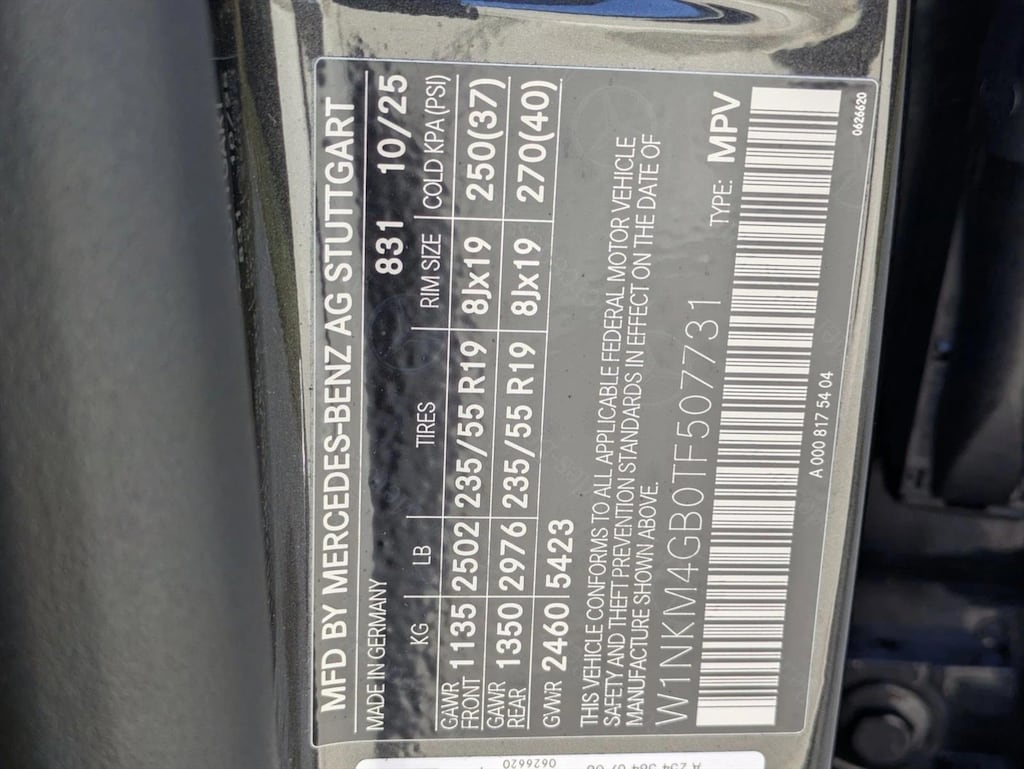 MFD BY MERCEDES-BENZ AG STUTTGART
MADE IN GERMANY 831 10/25
KG LB TIRES RIM SIZE COLD KPA (PSI)
GAWR FRONT 1135 2502 235/55 R19 8Jx19 250(37)
GAWR REAR 1350 2976 235/55 R19 8Jx19 270(40)
GVWR 2460 5423
THIS VEHICLE CONFORMS TO ALL APPLICABLE FEDERAL MOTOR VEHICLE
SAFETY AND THEFT PREVENTION STANDARDS IN EFFECT ON THE DATE OF
MANUFACTURE SHOWN ABOVE.
W1NKM4GB0TF507731 TYPE: MPV
A 000 817 54 04 0626620
0626620